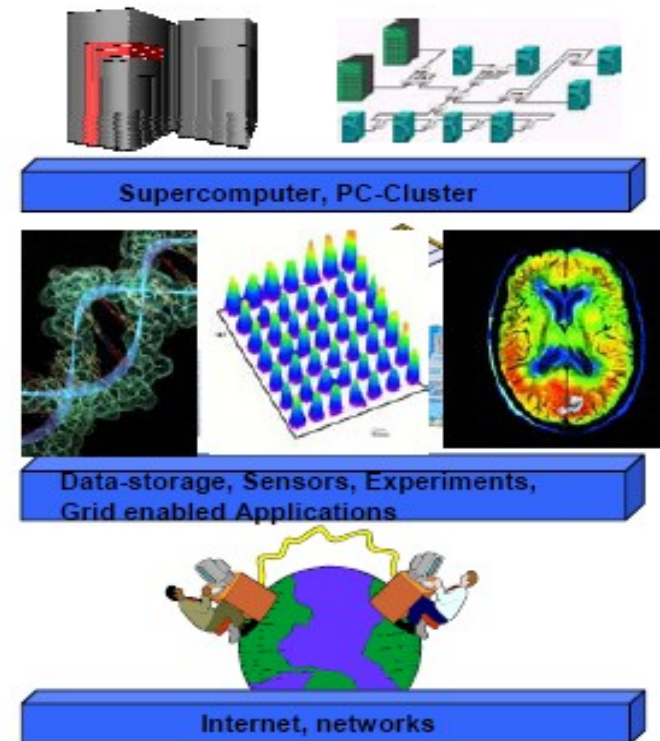 Supercomputer, PC-Cluster
Data-storage, Sensors, Experiments,
Grid enabled Applications
Internet, networks